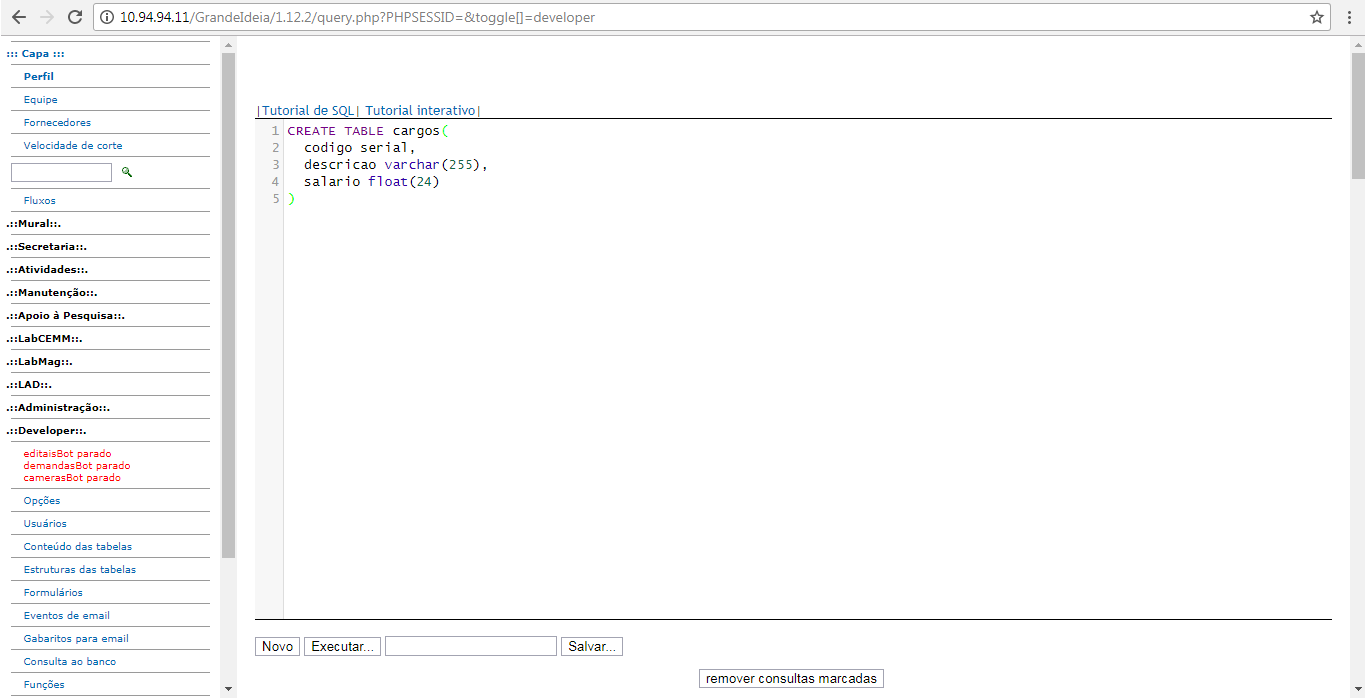 10.94.94.11/GrandeIdeia/1.12.2/query.php?PHPSESSID=&toggle[]=developer
::: Capa :::
Perfil
Equipe
Fornecedores
Velocidade de corte
Fluxos
.::Mural::.
.::Secretaria::.
.::Atividades::.
.::Manutenção::.
.::Apoio à Pesquisa::.
.::LabCEMM::.
.::LabMag::.
.::LAD::.
.::Administração::.
.::Developer::.
editaisBot parado
demandasBot parado
camerasBot parado
Opções
Usuários
Conteúdo das tabelas
Estruturas das tabelas
Formulários
Eventos de email
Gabaritos para email
Consulta ao banco
Funções
|Tutorial de SQL| Tutorial interativo|
1 CREATE TABLE cargos(
2   codigo serial,
3   descricao varchar(255),
4   salario float(24)
5 )
Novo Executar... Salvar...
remover consultas marcadas